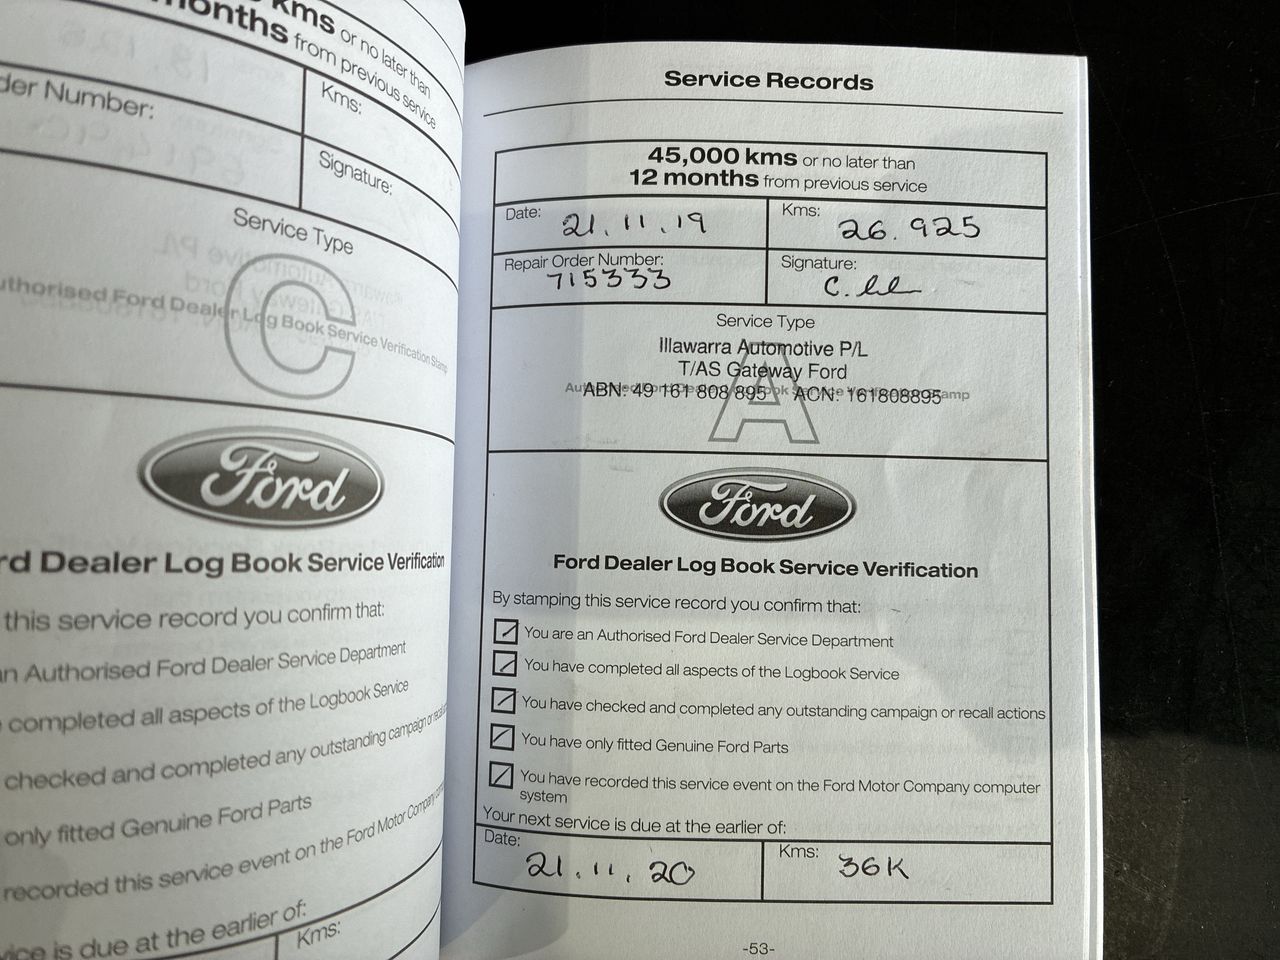 kms or no later than
months from previous service
der Number:
Kms:
Signature:
Service Type
C
uthorised Ford Dealer Log Book Service Verification Stamp
Ford
rd Dealer Log Book Service Verification
this service record you confirm that:
an Authorised Ford Dealer Service Department
completed all aspects of the Logbook Service
checked and completed any outstanding campaign or
only fitted Genuine Ford Parts
recorded this service event on the Ford Motor Company
vice is due at the earlier of:
Kms:
Service Records
45,000 kms or no later than
12 months from previous service
Date: 21.11.19
Kms: 26.925
Repair Order Number:
715333
Signature:
Service Type
Illawarra Automotive P/L
T/AS Gateway Ford
ABN: 49 161 808 895 ACN: 161808895
A
Ford
Ford Dealer Log Book Service Verification
By stamping this service record you confirm that:
You are an Authorised Ford Dealer Service Department
You have completed all aspects of the Logbook Service
You have checked and completed any outstanding campaign or recall actions
You have only fitted Genuine Ford Parts
You have recorded this service event on the Ford Motor Company computer
system
Your next service is due at the earlier of:
Date: 21.11.20
Kms: 36K
-53-